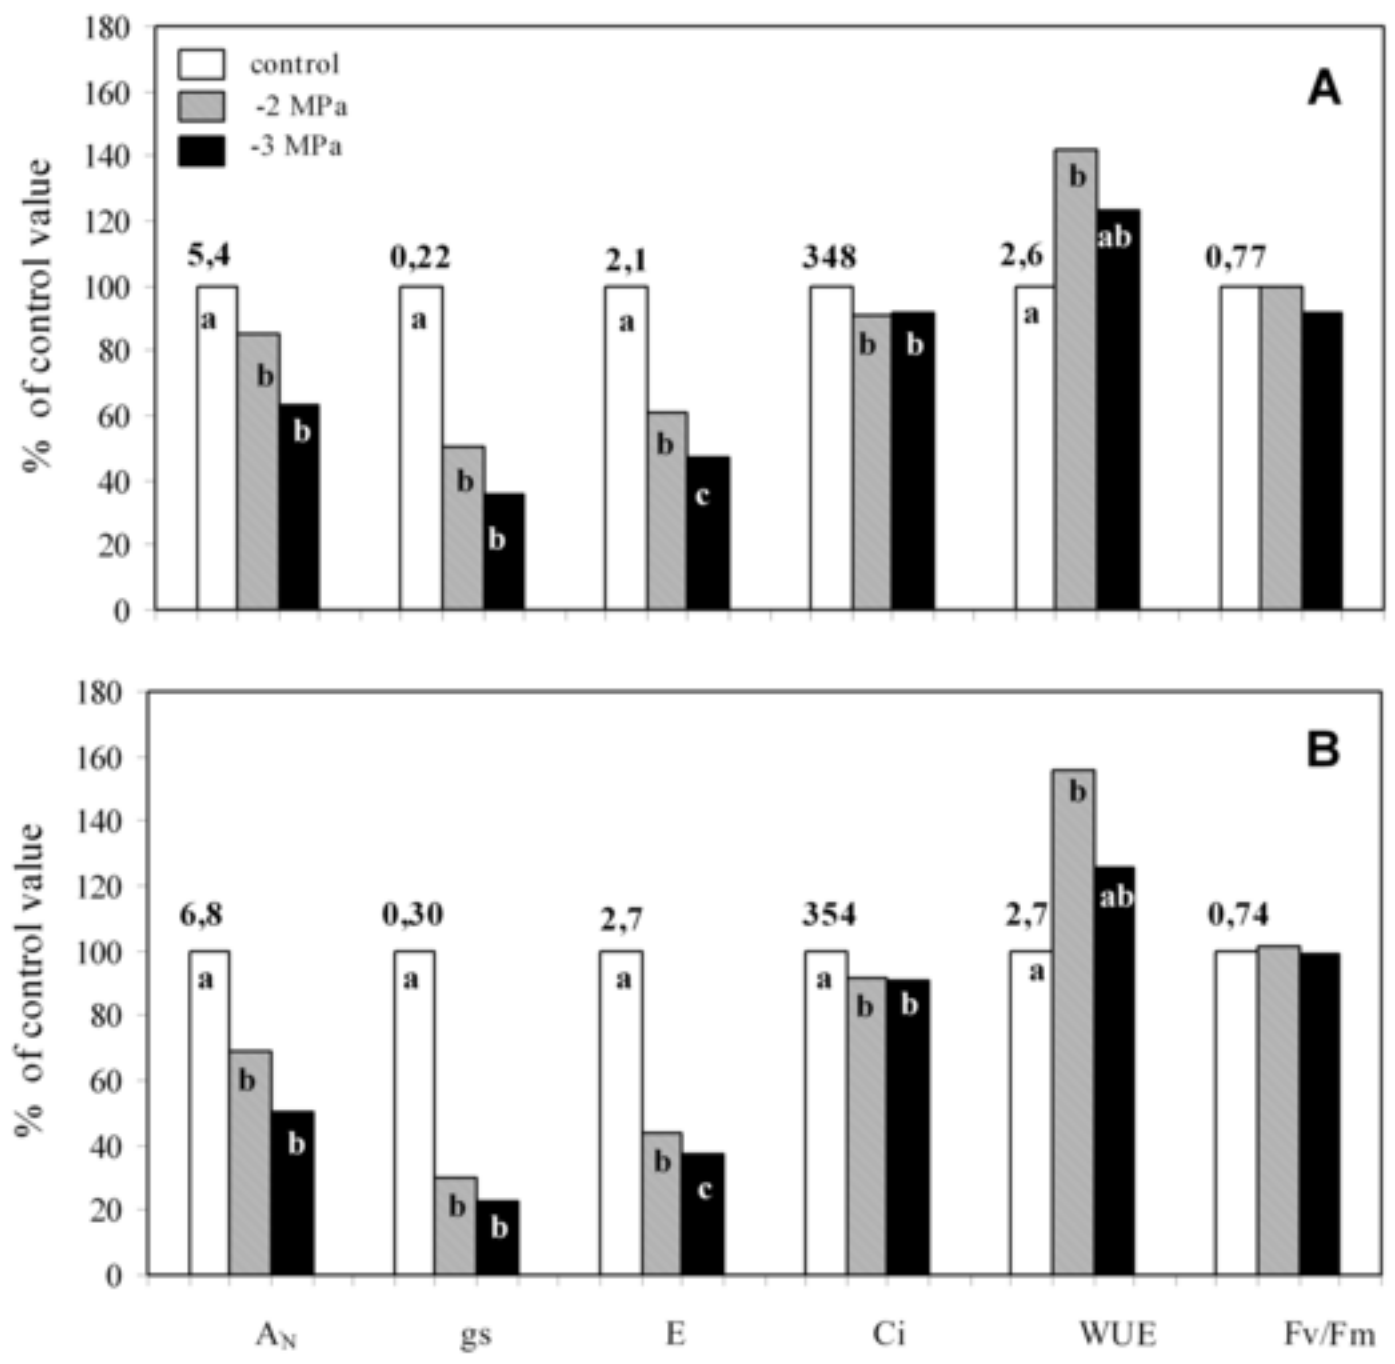 180
160
140
120
100
80
60
40
20
0
% of control value
control
-2 MPa
-3 MPa
A
5,4
0,22
2,1
348
2,6
0,77
a
b
b
a
b
b
a
b
c
b
b
a
b
ab
180
160
140
120
100
80
60
40
20
0
% of control value
B
6,8
0,30
2,7
354
2,7
0,74
a
b
b
a
b
b
a
b
c
a
b
b
a
b
ab
A_N
gs
E
Ci
WUE
Fv/Fm